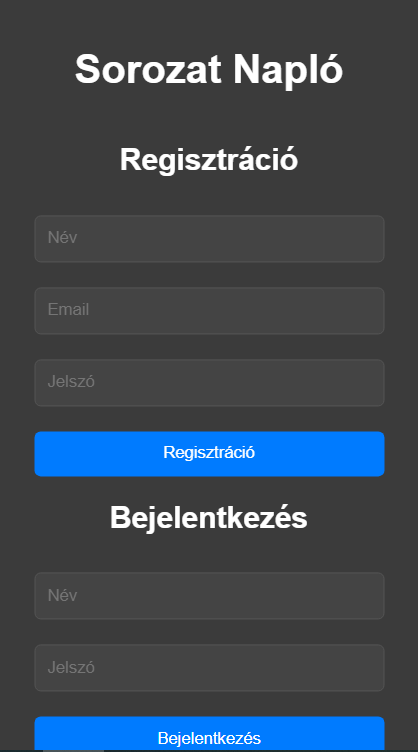 Sorozat Napló
Regisztráció
Név
Email
Jelszó
Regisztráció
Bejelentkezés
Név
Jelszó
Bejelentkezés